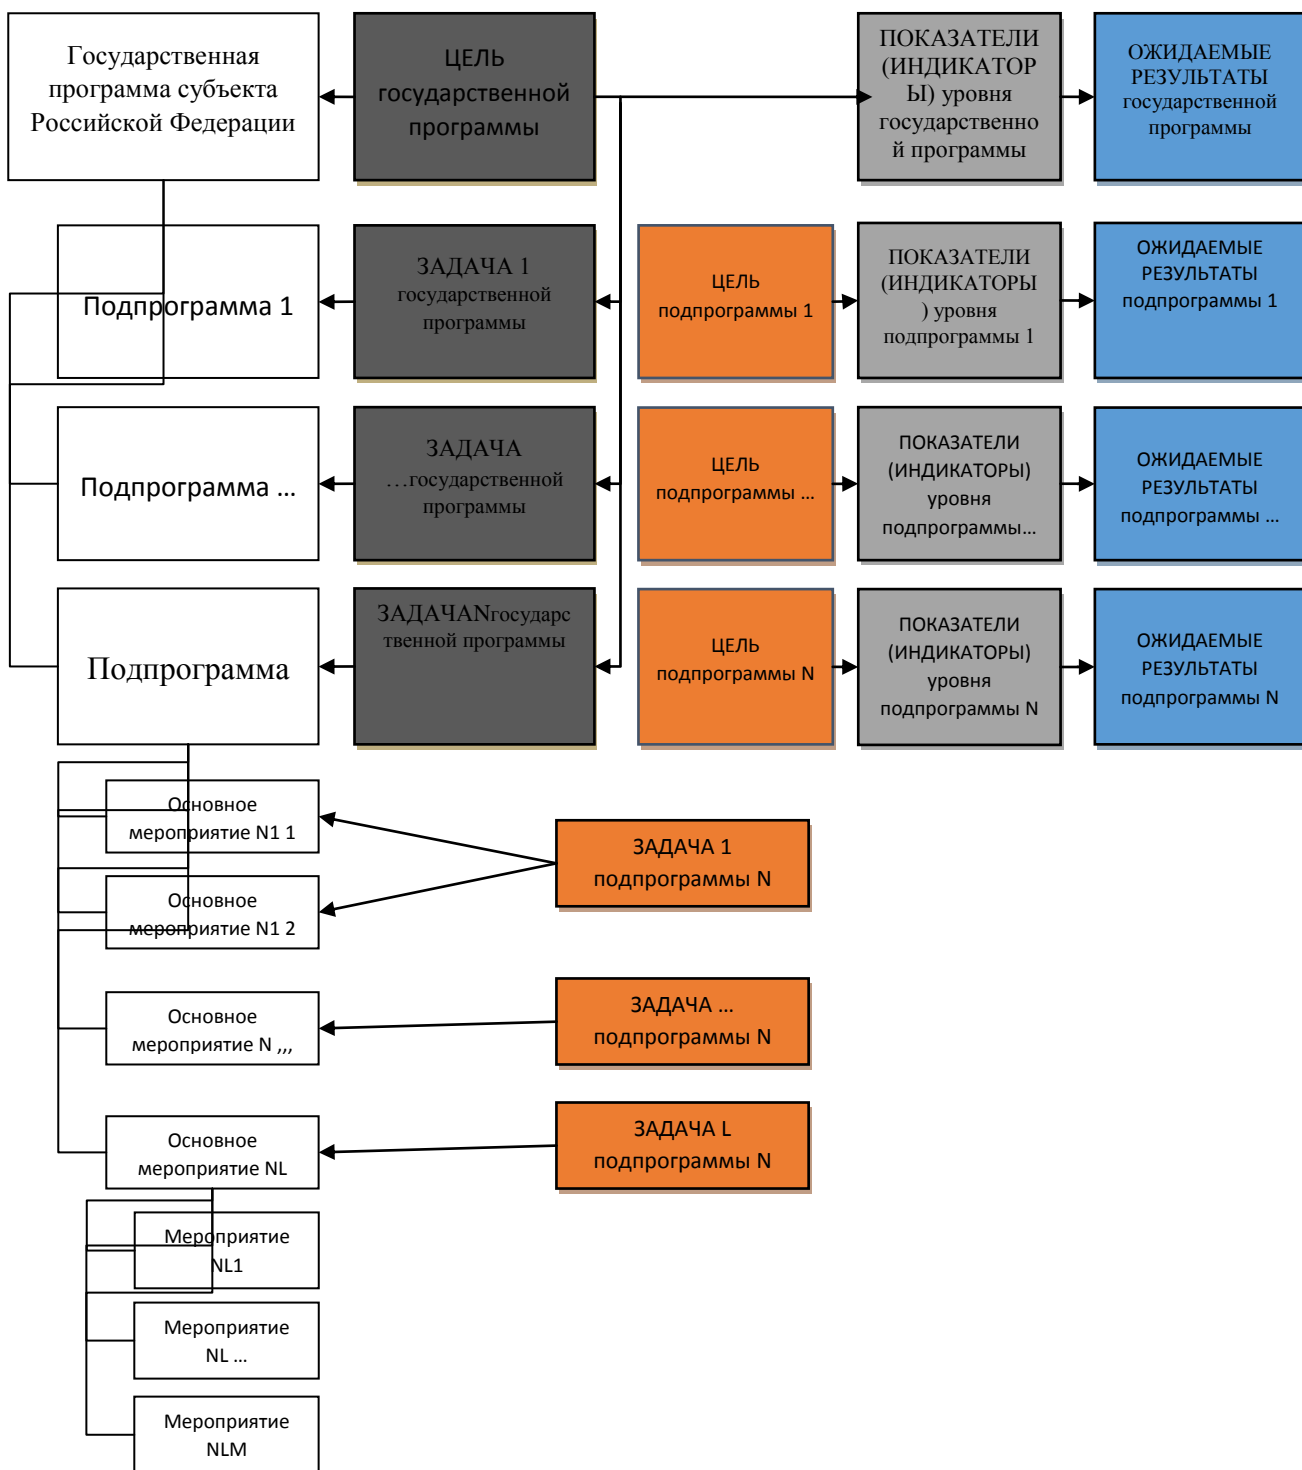 Государственная
программа субъекта
Российской Федерации
ЦЕЛЬ
государственной
программы
ПОКАЗАТЕЛИ
(ИНДИКАТОР
Ы) уровня
государственно
й программы
ОЖИДАЕМЫЕ
РЕЗУЛЬТАТЫ
государственной
программы
Подпрограмма 1
ЗАДАЧА 1
государственной
программы
ЦЕЛЬ
подпрограммы 1
ПОКАЗАТЕЛИ
(ИНДИКАТОРЫ
) уровня
подпрограммы 1
ОЖИДАЕМЫЕ
РЕЗУЛЬТАТЫ
подпрограммы 1
Подпрограмма ...
ЗАДАЧА
…государственной
программы
ЦЕЛЬ
подпрограммы ...
ПОКАЗАТЕЛИ
(ИНДИКАТОРЫ)
уровня
подпрограммы...
ОЖИДАЕМЫЕ
РЕЗУЛЬТАТЫ
подпрограммы ...
Подпрограмма
ЗАДАЧАNгосударс
твенной программы
ЦЕЛЬ
подпрограммы N
ПОКАЗАТЕЛИ
(ИНДИКАТОРЫ)
уровня
подпрограммы N
ОЖИДАЕМЫЕ
РЕЗУЛЬТАТЫ
подпрограммы N
Основное
мероприятие N1 1
ЗАДАЧА 1
подпрограммы N
Основное
мероприятие N1 2
Основное
мероприятие N ,,,
ЗАДАЧА ...
подпрограммы N
Основное
мероприятие NL
ЗАДАЧА L
подпрограммы N
Мероприятие
NL1
Мероприятие
NL ...
Мероприятие
NLM